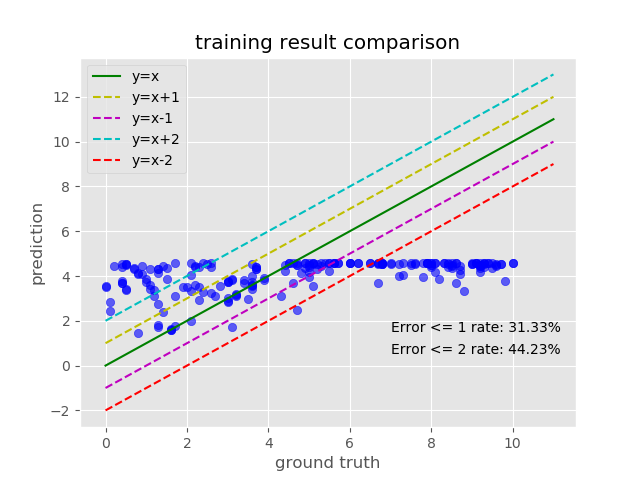 training result comparison
y=x
y=x+1
y=x-1
y=x+2
y=x-2
12
10
8
6
4
2
0
−2
prediction
Error <= 1 rate: 31.33%
Error <= 2 rate: 44.23%
0 2 4 6 8 10
ground truth